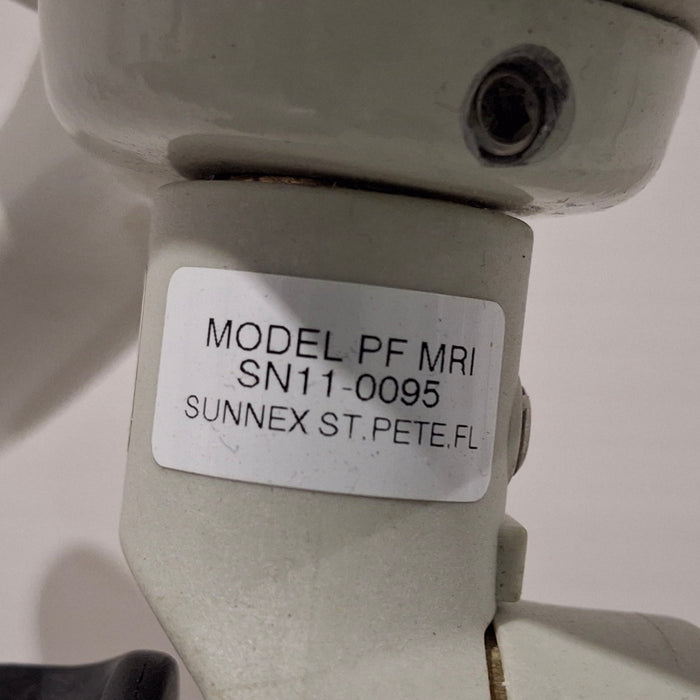 MODEL PF MRI
SN11-0095
SUNNEX ST.PETE.FL